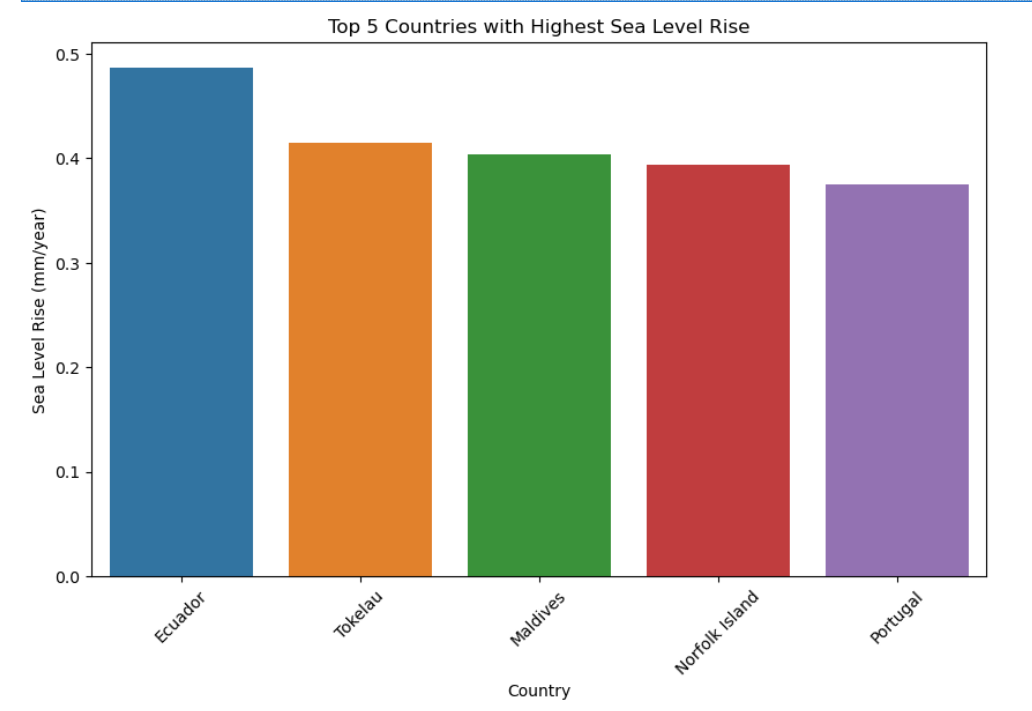 Top 5 Countries with Highest Sea Level Rise
Sea Level Rise (mm/year)
0.5
0.4
0.3
0.2
0.1
0.0
Ecuador
Tokelau
Maldives
Norfolk Island
Portugal
Country